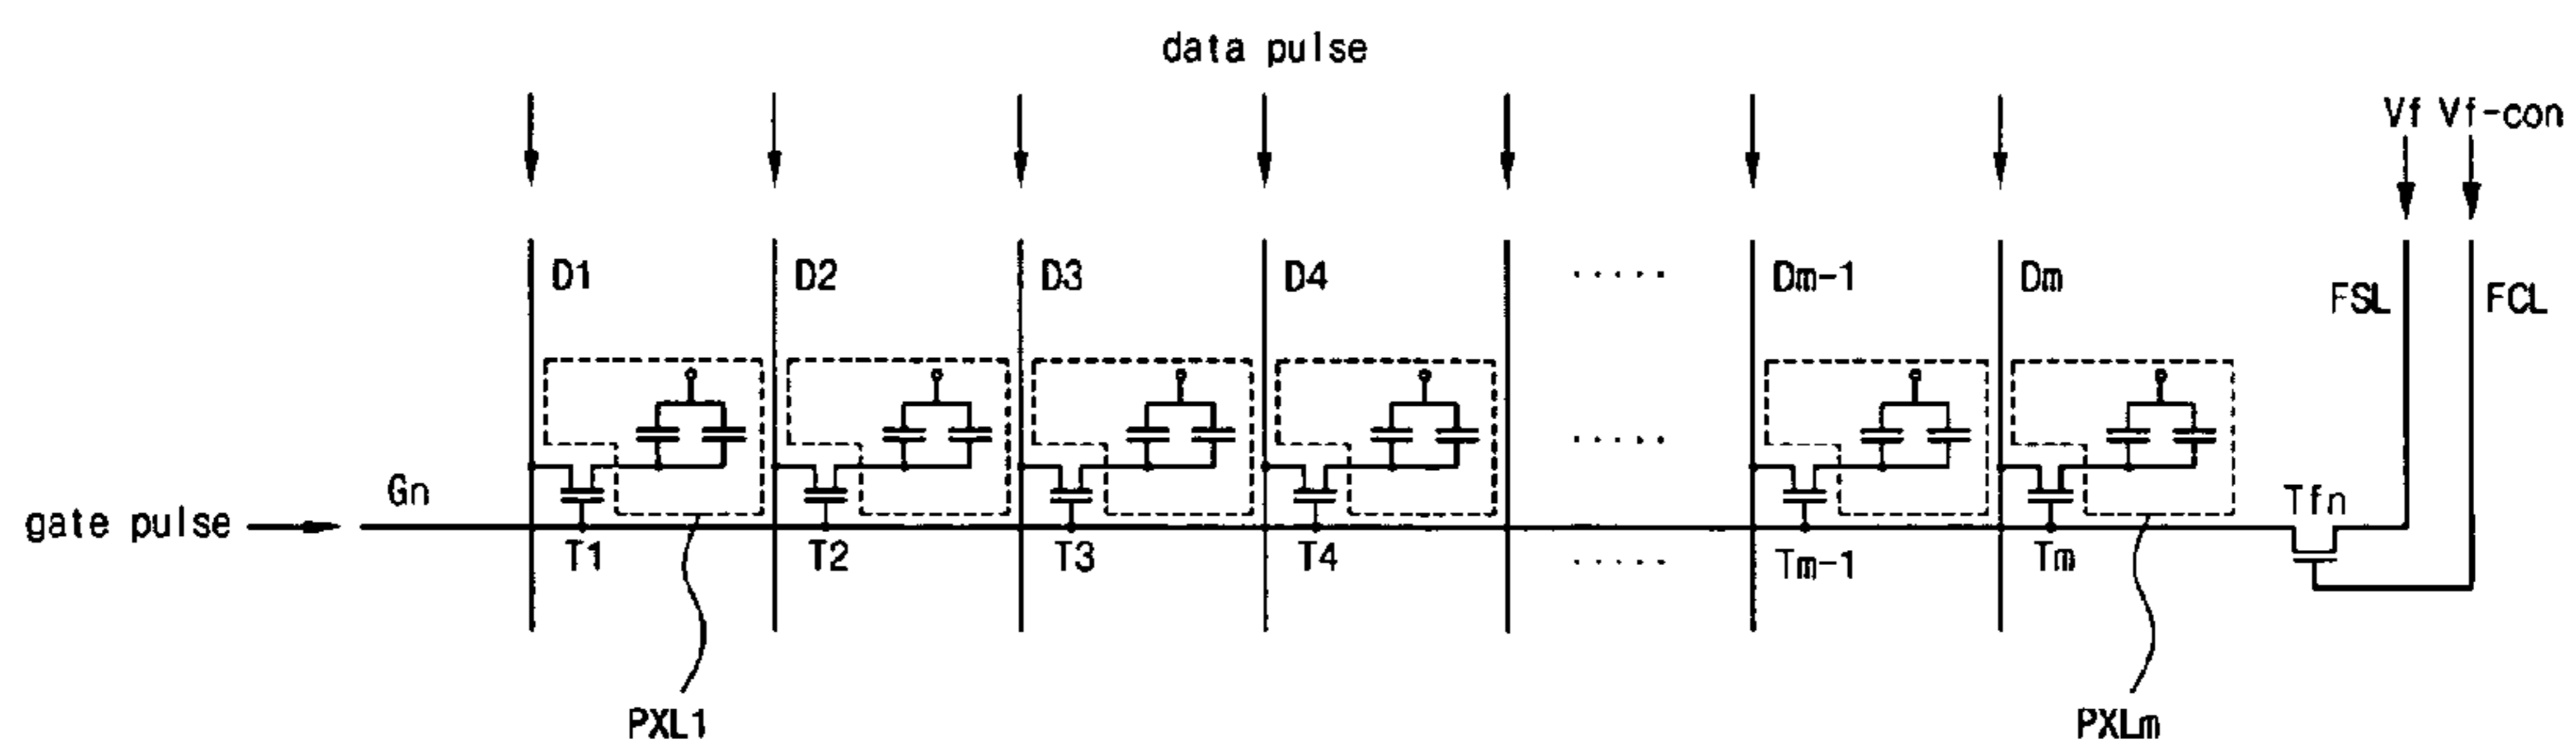 data pulse
Vf Vf-con
D1 D2 D3 D4 ..... Dm-1 Dm FSL FCL
.....
Gn
gate pulse
Tfn
T1 T2 T3 T4 ..... Tm-1 Tm
PXL1 PXLm